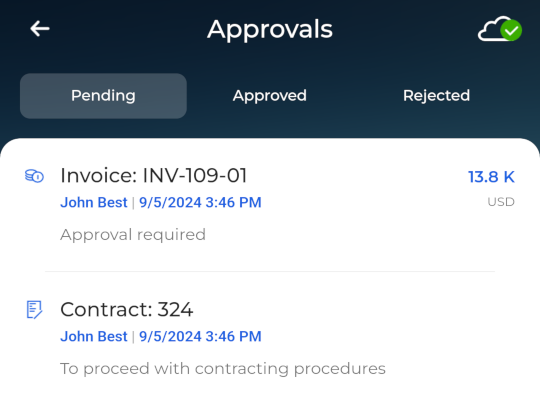 Approvals
Pending Approved Rejected
Invoice: INV-109-01 13.8 K
John Best | 9/5/2024 3:46 PM USD
Approval required
Contract: 324
John Best | 9/5/2024 3:46 PM
To proceed with contracting procedures